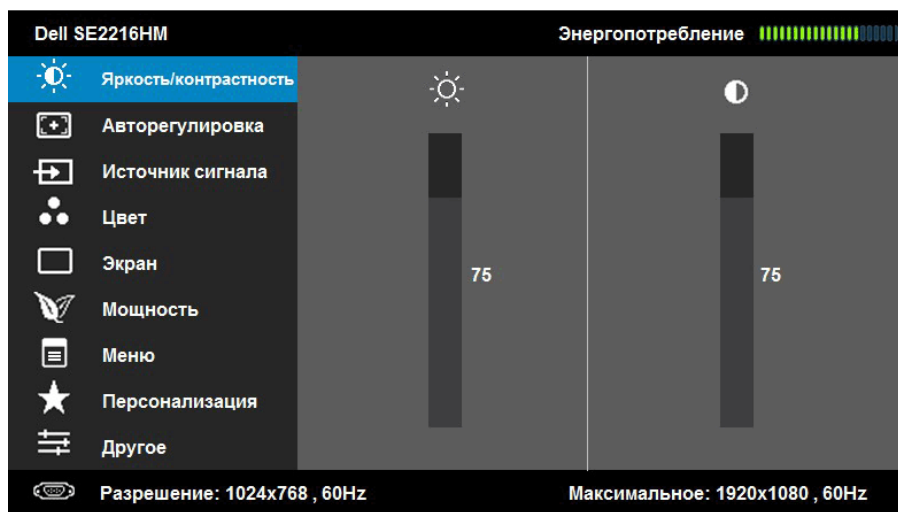 Dell SE2216HM Энергопотребление
Яркость/контрастность
Авторегулировка
Источник сигнала
Цвет
Экран
75 75
Мощность
Меню
Персонализация
Другое
Разрешение: 1024x768 , 60Hz Максимальное: 1920x1080 , 60Hz